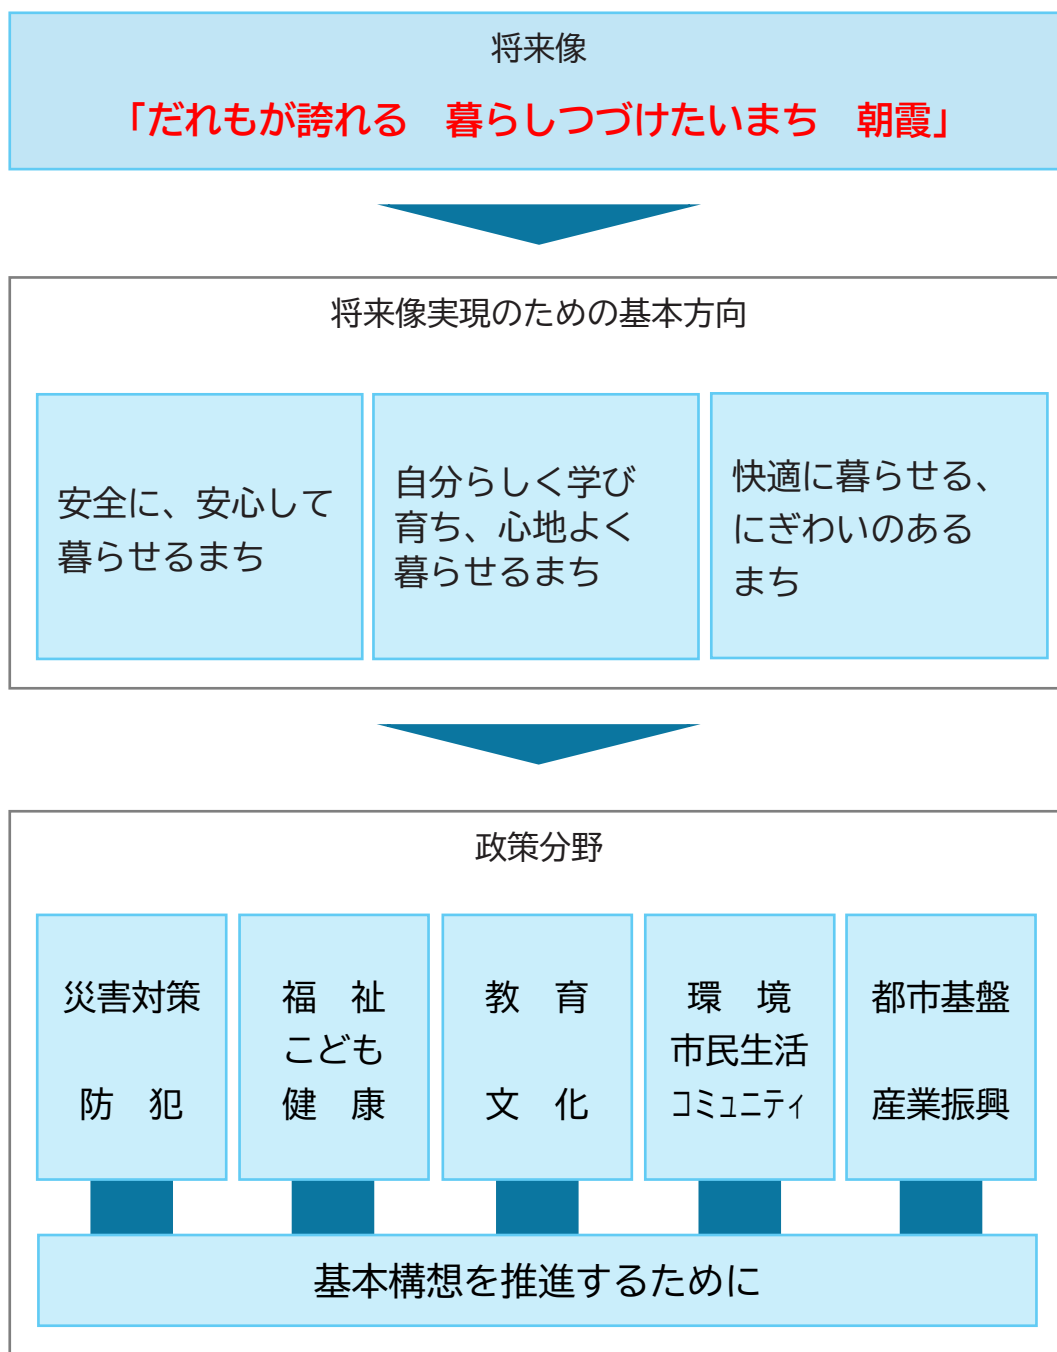 将来像
「だれもが誇れる　暮らしつづけたいまち　朝霞」
将来像実現のための基本方向
安全に、安心して
暮らせるまち
自分らしく学び
育ち、心地よく
暮らせるまち
快適に暮らせる、
にぎわいのある
まち
政策分野
災害対策
防　犯
福　祉
こども
健　康
教　育
文　化
環　境
市民生活
コミュニティ
都市基盤
産業振興
基本構想を推進するために